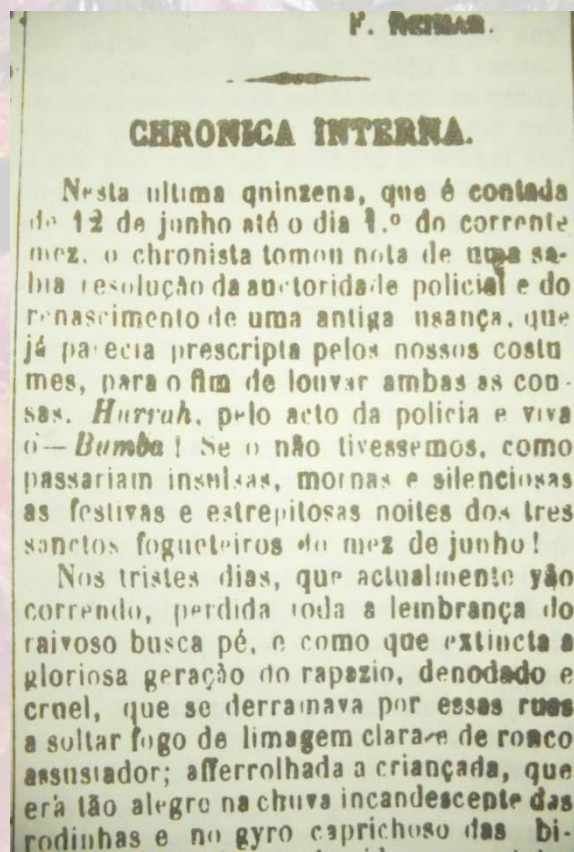 F.
CHRONICA INTERNA.
Nesta ultima qninzena, que é contada
de 12 de junho até o dia 1.º do corrente
mez, o chronista tomou nota de uma sa-
bia resolução da auctoridade policial e do
renascimento de uma antiga usança, que
já parecia prescripta pelos nossos costu
mes, para o fim de louvar ambas as cou-
sas. Hurrah, pelo acto da policia e viva
ó—Bumba! Se o não tivessemos, como
passariam insulsas, mornas e silenciosas
as festivas e estrepitosas noites dos tres
sanctos fogueteiros do mez de junho!
Nos tristes dias, que actualmente vão
correndo, perdida toda a lembrança do
raivoso busca pé, e como que extincta a
gloriosa geração do rapazio, denodado e
cruel, que se derramava por essas ruas
a soltar fogo de limagem clara e de ronco
assustador; afferrolhada a criançada, que
era tão alegre na chuva incandescente das
rodinhas e no gyro caprichoso das bi-